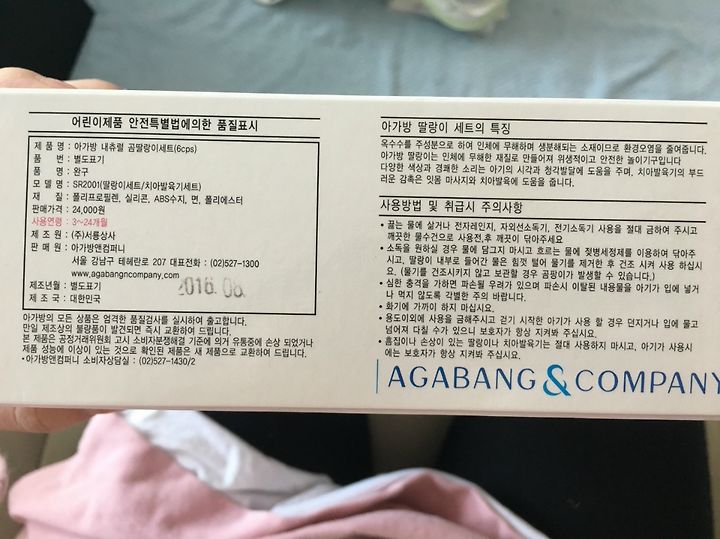 어린이제품 안전특별법에의한 품질표시
제 품 명 : 아가방 내츄럴 곰딸랑이세트(6cps)
품 번 : 별도표기
품 명 : 완구
모 델 명 : SR2001(딸랑이세트/치아발육기세트)
재 질 : 폴리프로필렌, 실리콘, ABS수지, 면, 폴리에스터
판매가격 : 24,000원
사용연령 : 3~24개월
제 조 원 : (주)서룡상사
판 매 원 : 아가방앤컴퍼니
서울 강남구 테헤란로 207 대표전화 : (02)527-1300
www.agabangncompany.com
제조년월 : 별도표기
2016. 06.
제 조 국 : 대한민국
아가방의 모든 상품은 엄격한 품질검사를 실시하여 출고합니다.
만일 제조상의 불량품이 발견되면 즉시 교환하여 드립니다.
본 제품은 공정거래위원회 고시 소비자분쟁해결 기준에 의거 유통중에 손상 되었거나
제품 성능에 이상이 있는 것으로 확인된 제품은 새 제품으로 교환하여 드립니다.
•아가방앤컴퍼니 소비자상담실 : (02)527-1430/2
아가방 딸랑이 세트의 특징
옥수수를 주성분으로 하여 인체에 무해하며 생분해되는 소재이므로 환경오염을 줄여줍니다.
아가방 딸랑이는 인체에 무해한 재질로 만들어져 위생적이고 안전한 놀이기구입니다
다양한 색상과 경쾌한 소리는 아기의 시각과 청각발달에 도움을 주며, 치아발육기의 부드
러운 감촉은 잇몸 마사지와 치아발육에 도움을 줍니다.
사용방법 및 취급시 주의사항
• 끓는 물에 삶거나 전자레인지, 자외선소독기, 전기소독기 사용을 절대 금하여 주시고
깨끗한 물수건으로 사용전,후 깨끗이 닦아주세요
• 소독을 원하실 경우 물에 담그지 마시고 흐르는 물에 젖병세정제를 이용하여 닦아주
시고, 딸랑이 내부로 들어간 물은 힘껏 털어 물기를 제거한 후 건조 시켜 사용 하십시
요. (물기를 건조시키지 않고 보관할 경우 곰팡이가 발생할 수 있습니다.)
• 심한 충격을 가하면 파손될 우려가 있으며 파손시 이탈된 내용물을 아기가 입에 넣거
나 먹지 않도록 각별한 주의 바랍니다.
• 화기에 가까이 하지 마십시요.
• 용도이외에 사용을 금해주시고 걷기 시작한 아기가 사용 할 경우 던지거나 입에 물고
넘어져 다칠 수가 있으니 보호자가 항상 지켜봐 주십시요.
• 흠집이나 손상이 있는 딸랑이나 치아발육기는 절대 사용하지 마시고, 아기가 사용시
에는 보호자가 항상 지켜봐 주십시요.
AGABANG&COMPANY